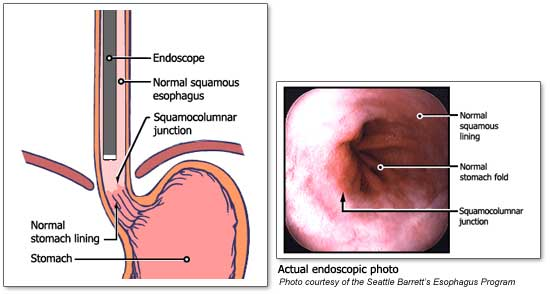 Endoscope
Normal squamous
esophagus
Squamocolumnar
junction
Normal
stomach lining
Stomach
Normal
squamous
lining
Normal
stomach fold
Squamocolumnar
junction
Actual endoscopic photo
Photo courtesy of the Seattle Barrett's Esophagus Program